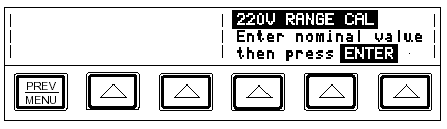 220V RANGE CAL
Enter nominal value
then press ENTER
PREV
MENU